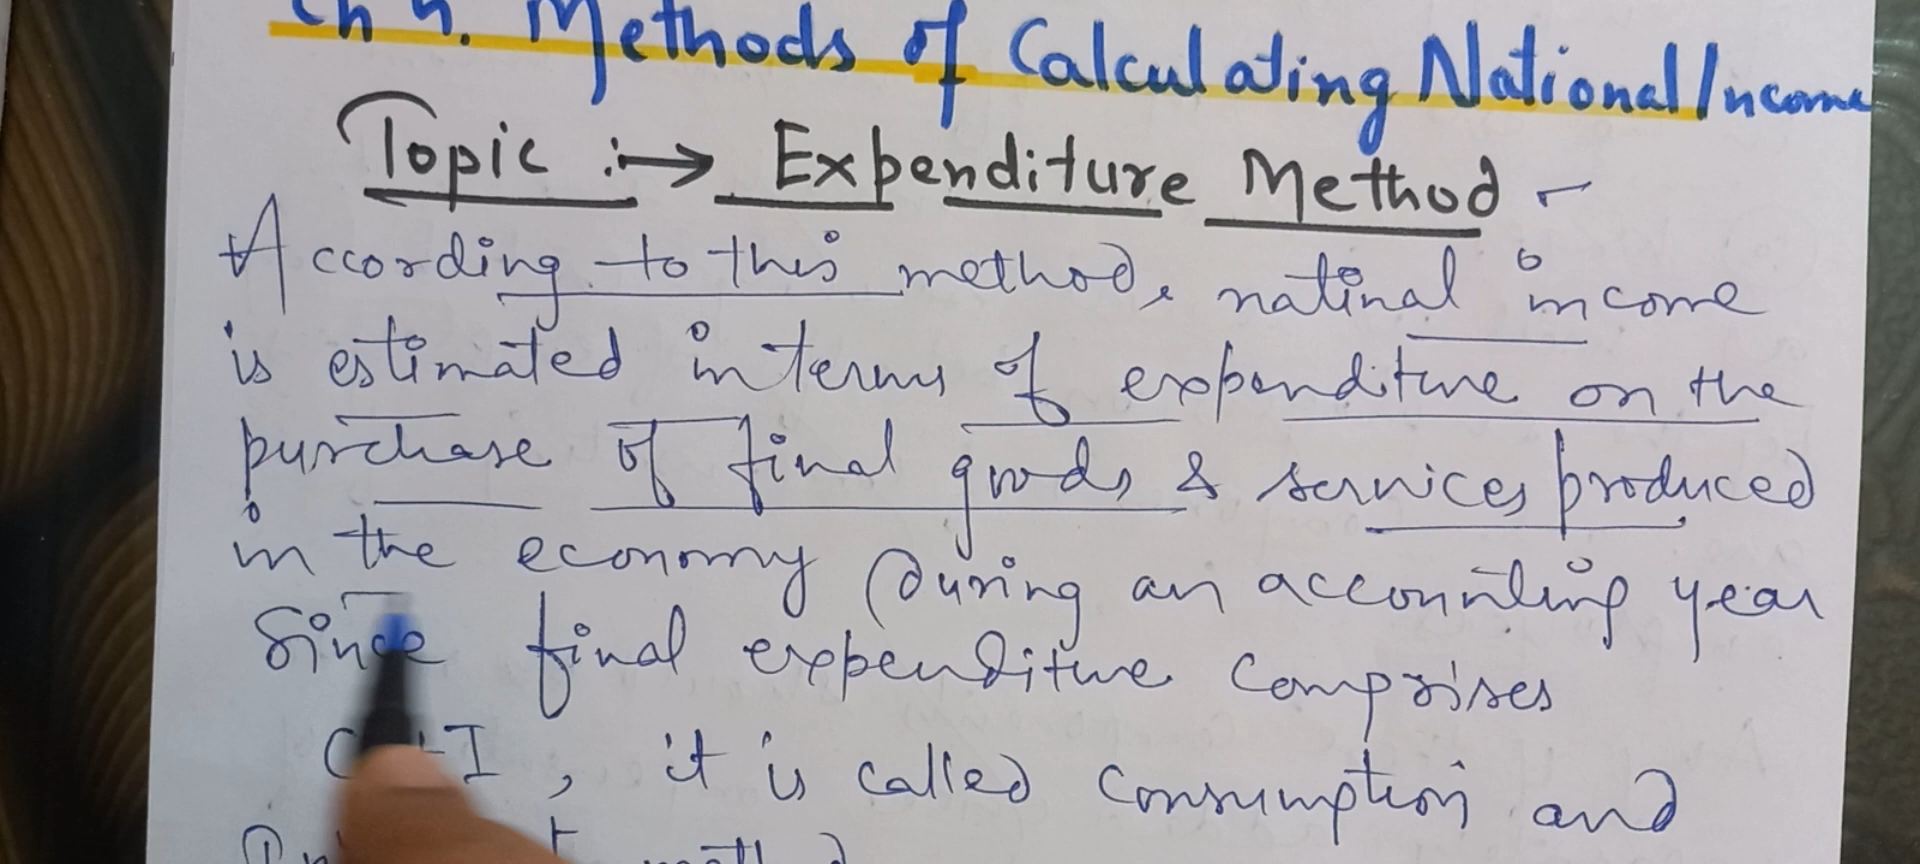 Ch 4. Methods of Calculating National Income
Topic :→ Expenditure Method -
According to this method, natinal income
is estimated in terms of expenditure on the
purchase of final goods & services produced
in the economy during an accounting year
Since final expenditure comprises
C+I, it is called Consumption and